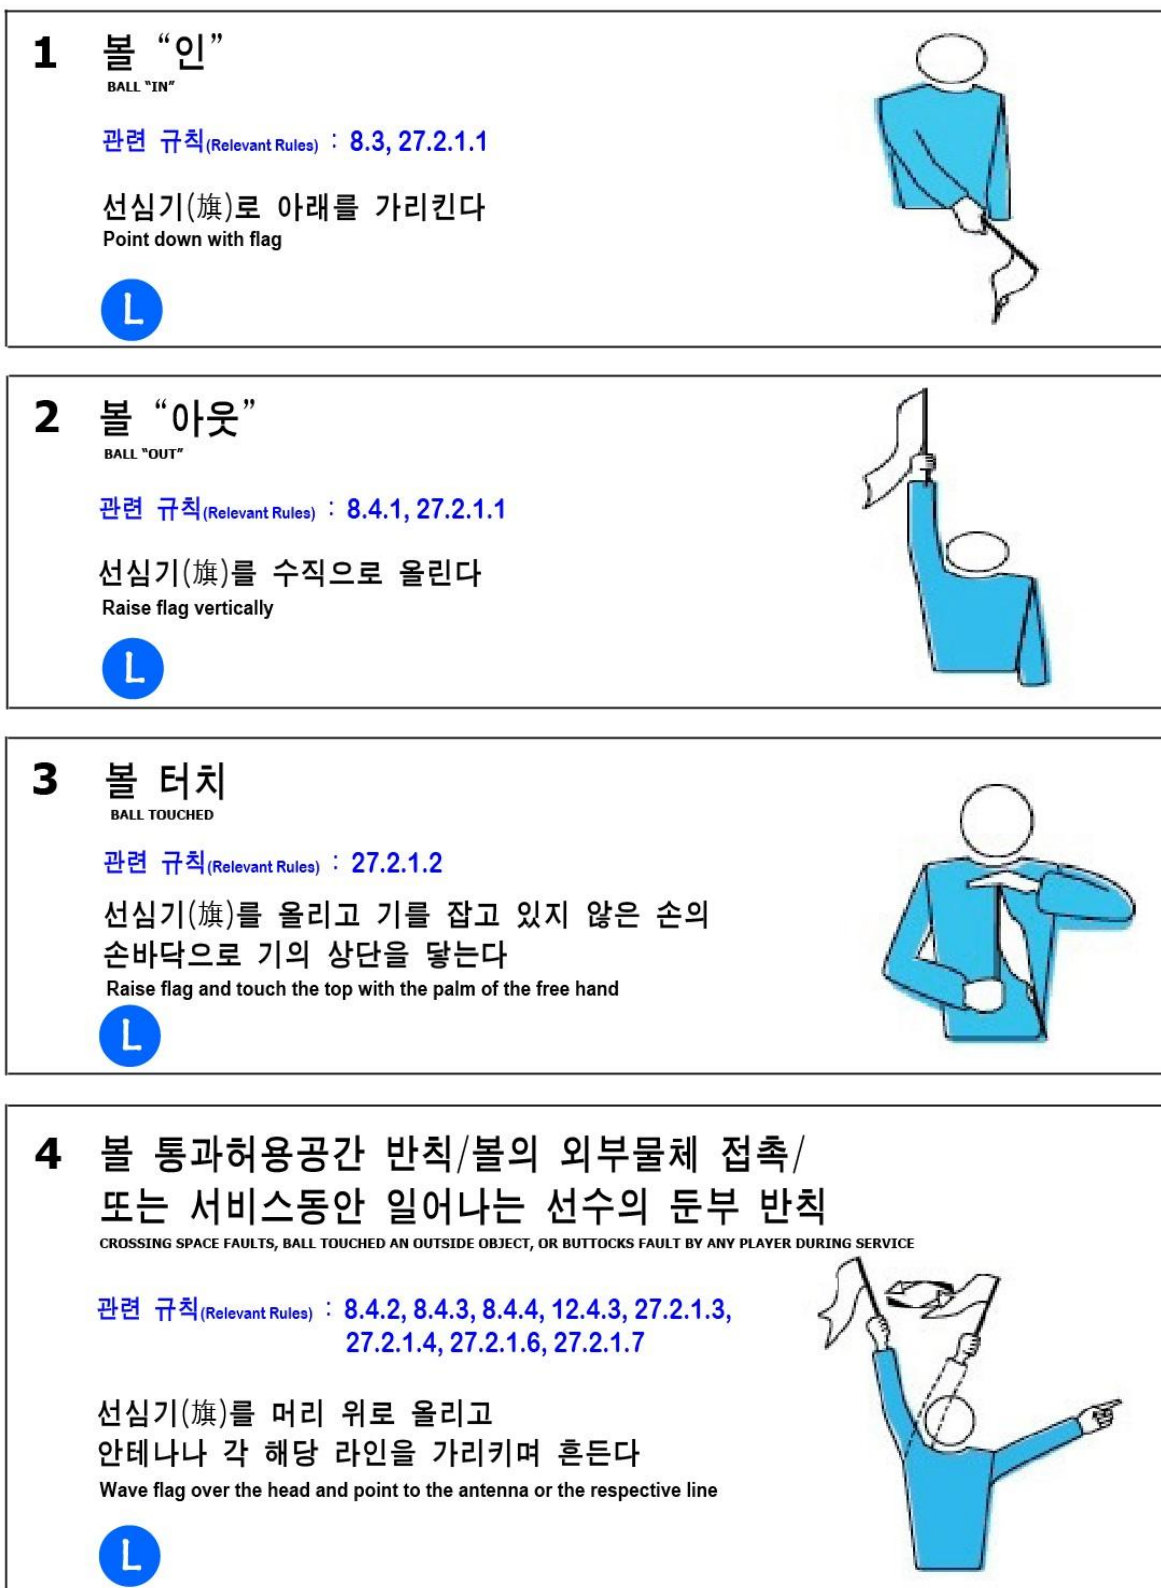 1 볼 “인”
BALL "IN"
관련 규칙(Relevant Rules) : 8.3, 27.2.1.1
선심기(旗)로 아래를 가리킨다
Point down with flag
L
2 볼 “아웃”
BALL "OUT"
관련 규칙(Relevant Rules) : 8.4.1, 27.2.1.1
선심기(旗)를 수직으로 올린다
Raise flag vertically
L
3 볼 터치
BALL TOUCHED
관련 규칙(Relevant Rules) : 27.2.1.2
선심기(旗)를 올리고 기를 잡고 있지 않은 손의
손바닥으로 기의 상단을 닿는다
Raise flag and touch the top with the palm of the free hand
L
4 볼 통과허용공간 반칙/볼의 외부물체 접촉/
또는 서비스동안 일어나는 선수의 둔부 반칙
CROSSING SPACE FAULTS, BALL TOUCHED AN OUTSIDE OBJECT, OR BUTTOCKS FAULT BY ANY PLAYER DURING SERVICE
관련 규칙(Relevant Rules) : 8.4.2, 8.4.3, 8.4.4, 12.4.3, 27.2.1.3,
27.2.1.4, 27.2.1.6, 27.2.1.7
선심기(旗)를 머리 위로 올리고
안테나나 각 해당 라인을 가리키며 흔든다
Wave flag over the head and point to the antenna or the respective line
L